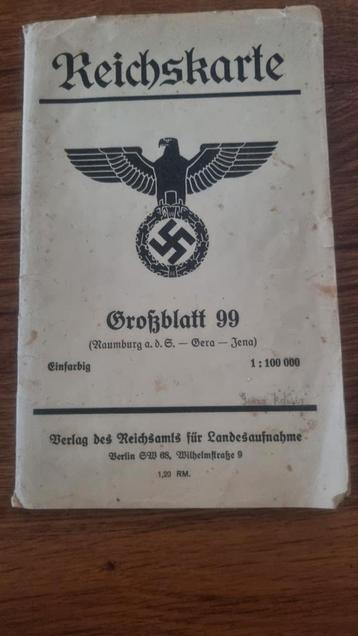 Reichskarte
Großblatt 99
(Naumburg a. d. S. — Gera — Jena)
Einfarbig 1 : 100 000
Verlag des Reichsamts für Landesaufnahme
Berlin SW 68, Wilhelmstraße 9
1,20 RM.